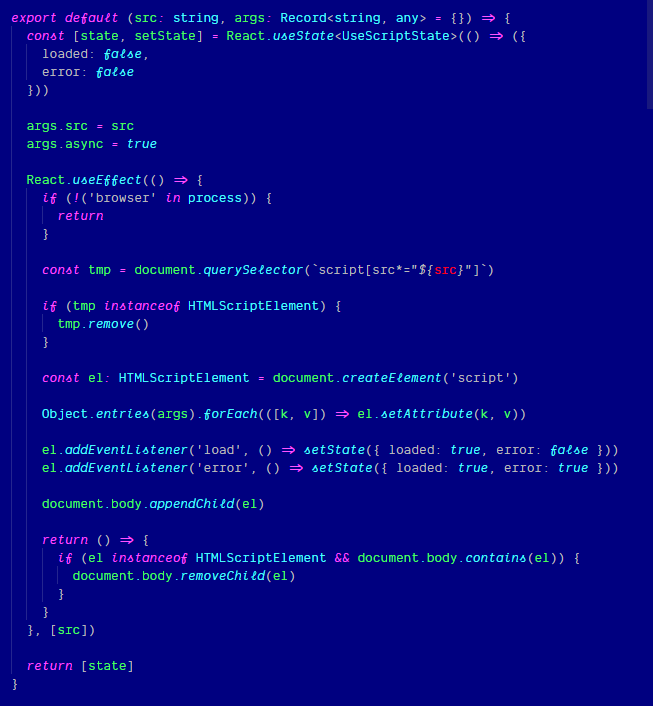 export default (src: string, args: Record<string, any> = {}) => {
  const [state, setState] = React.useState<UseScriptState>(() => ({
    loaded: false,
    error: false
  }))

  args.src = src
  args.async = true

  React.useEffect(() => {
    if (!('browser' in process)) {
      return
    }

    const tmp = document.querySelector(`script[src*="${src}"]`)

    if (tmp instanceof HTMLScriptElement) {
      tmp.remove()
    }

    const el: HTMLScriptElement = document.createElement('script')

    Object.entries(args).forEach(([k, v]) => el.setAttribute(k, v))

    el.addEventListener('load', () => setState({ loaded: true, error: false }))
    el.addEventListener('error', () => setState({ loaded: true, error: true }))

    document.body.appendChild(el)

    return () => {
      if (el instanceof HTMLScriptElement && document.body.contains(el)) {
        document.body.removeChild(el)
      }
    }
  }, [src])

  return [state]
}